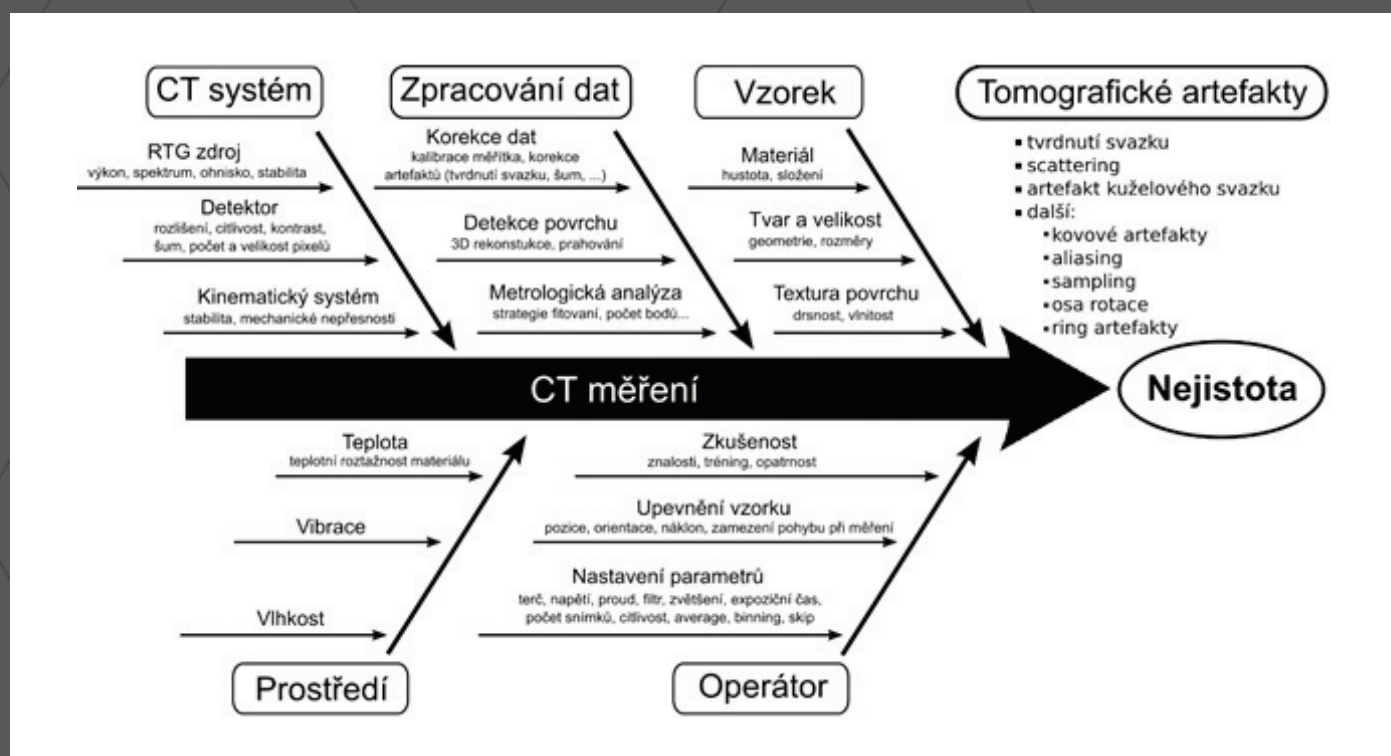 CT systém
RTG zdroj
výkon, spektrum, ohnisko, stabilita
Detektor
rozlišení, citlivost, kontrast,
šum, počet a velikost pixelů
Kinematický systém
stabilita, mechanické nepřesnosti
Zpracování dat
Korekce dat
kalibrace měřítka, korekce
artefaktů (tvrdnutí svazku, šum, ...)
Detekce povrchu
3D rekonstukce, prahování
Metrologická analýza
strategie fitovaní, počet bodů...
Vzorek
Materiál
hustota, složení
Tvar a velikost
geometrie, rozměry
Textura povrchu
drsnost, vlnitost
Tomografické artefakty
▪ tvrdnutí svazku
▪ scattering
▪ artefakt kuželového svazku
▪ další:
•kovové artefakty
•aliasing
•sampling
•osa rotace
•ring artefakty
CT měření
Nejistota
Teplota
teplotní roztažnost materiálu
Vibrace
Vlhkost
Prostředí
Zkušenost
znalosti, tréning, opatrnost
Upevnění vzorku
pozice, orientace, náklon, zamezení pohybu při měření
Nastavení parametrů
terč, napětí, proud, filtr, zvětšení, expoziční čas,
počet snímků, citlivost, average, binning, skip
Operátor